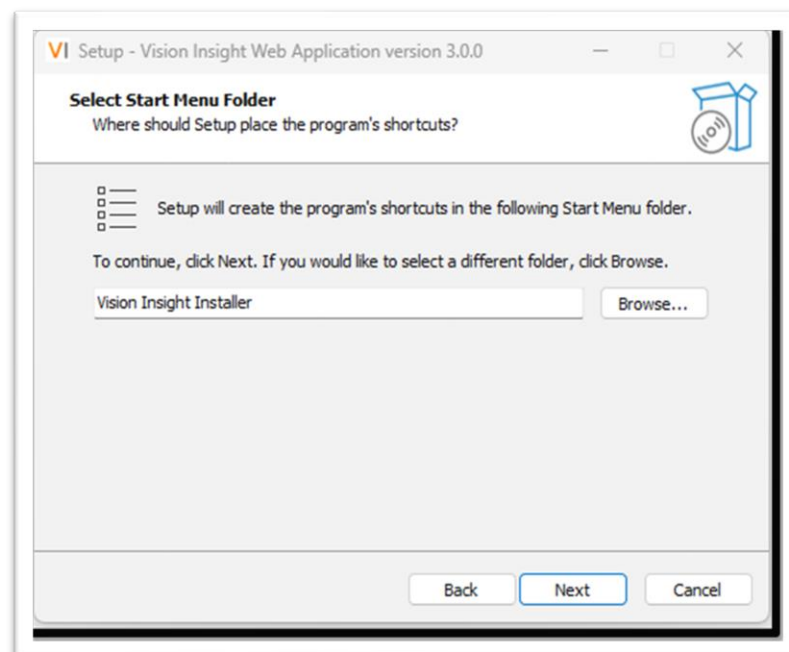 VI Setup - Vision Insight Web Application version 3.0.0
Select Start Menu Folder
Where should Setup place the program's shortcuts?
Setup will create the program's shortcuts in the following Start Menu folder.
To continue, click Next. If you would like to select a different folder, click Browse.
Vision Insight Installer
Browse...
Back
Next
Cancel